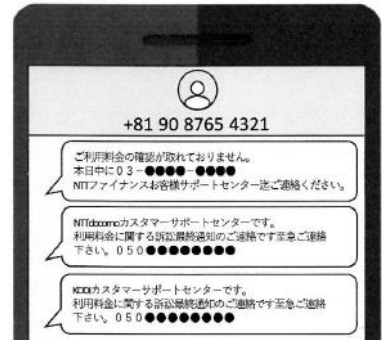 +81 90 8765 4321
ご利用料金の確認が取れておりません。
本日中に03-●●●●-●●●●
NTTファイナンスお客様サポートセンター迄ご連絡ください。
NTTdocomoカスタマーサポートセンターです。
利用料金に関する訴訟最終通知のご連絡です至急ご連絡
下さい。050●●●●●●●●
KDDIカスタマーサポートセンターです。
利用料金に関する訴訟最終通知のご連絡です至急ご連絡
下さい。050●●●●●●●●